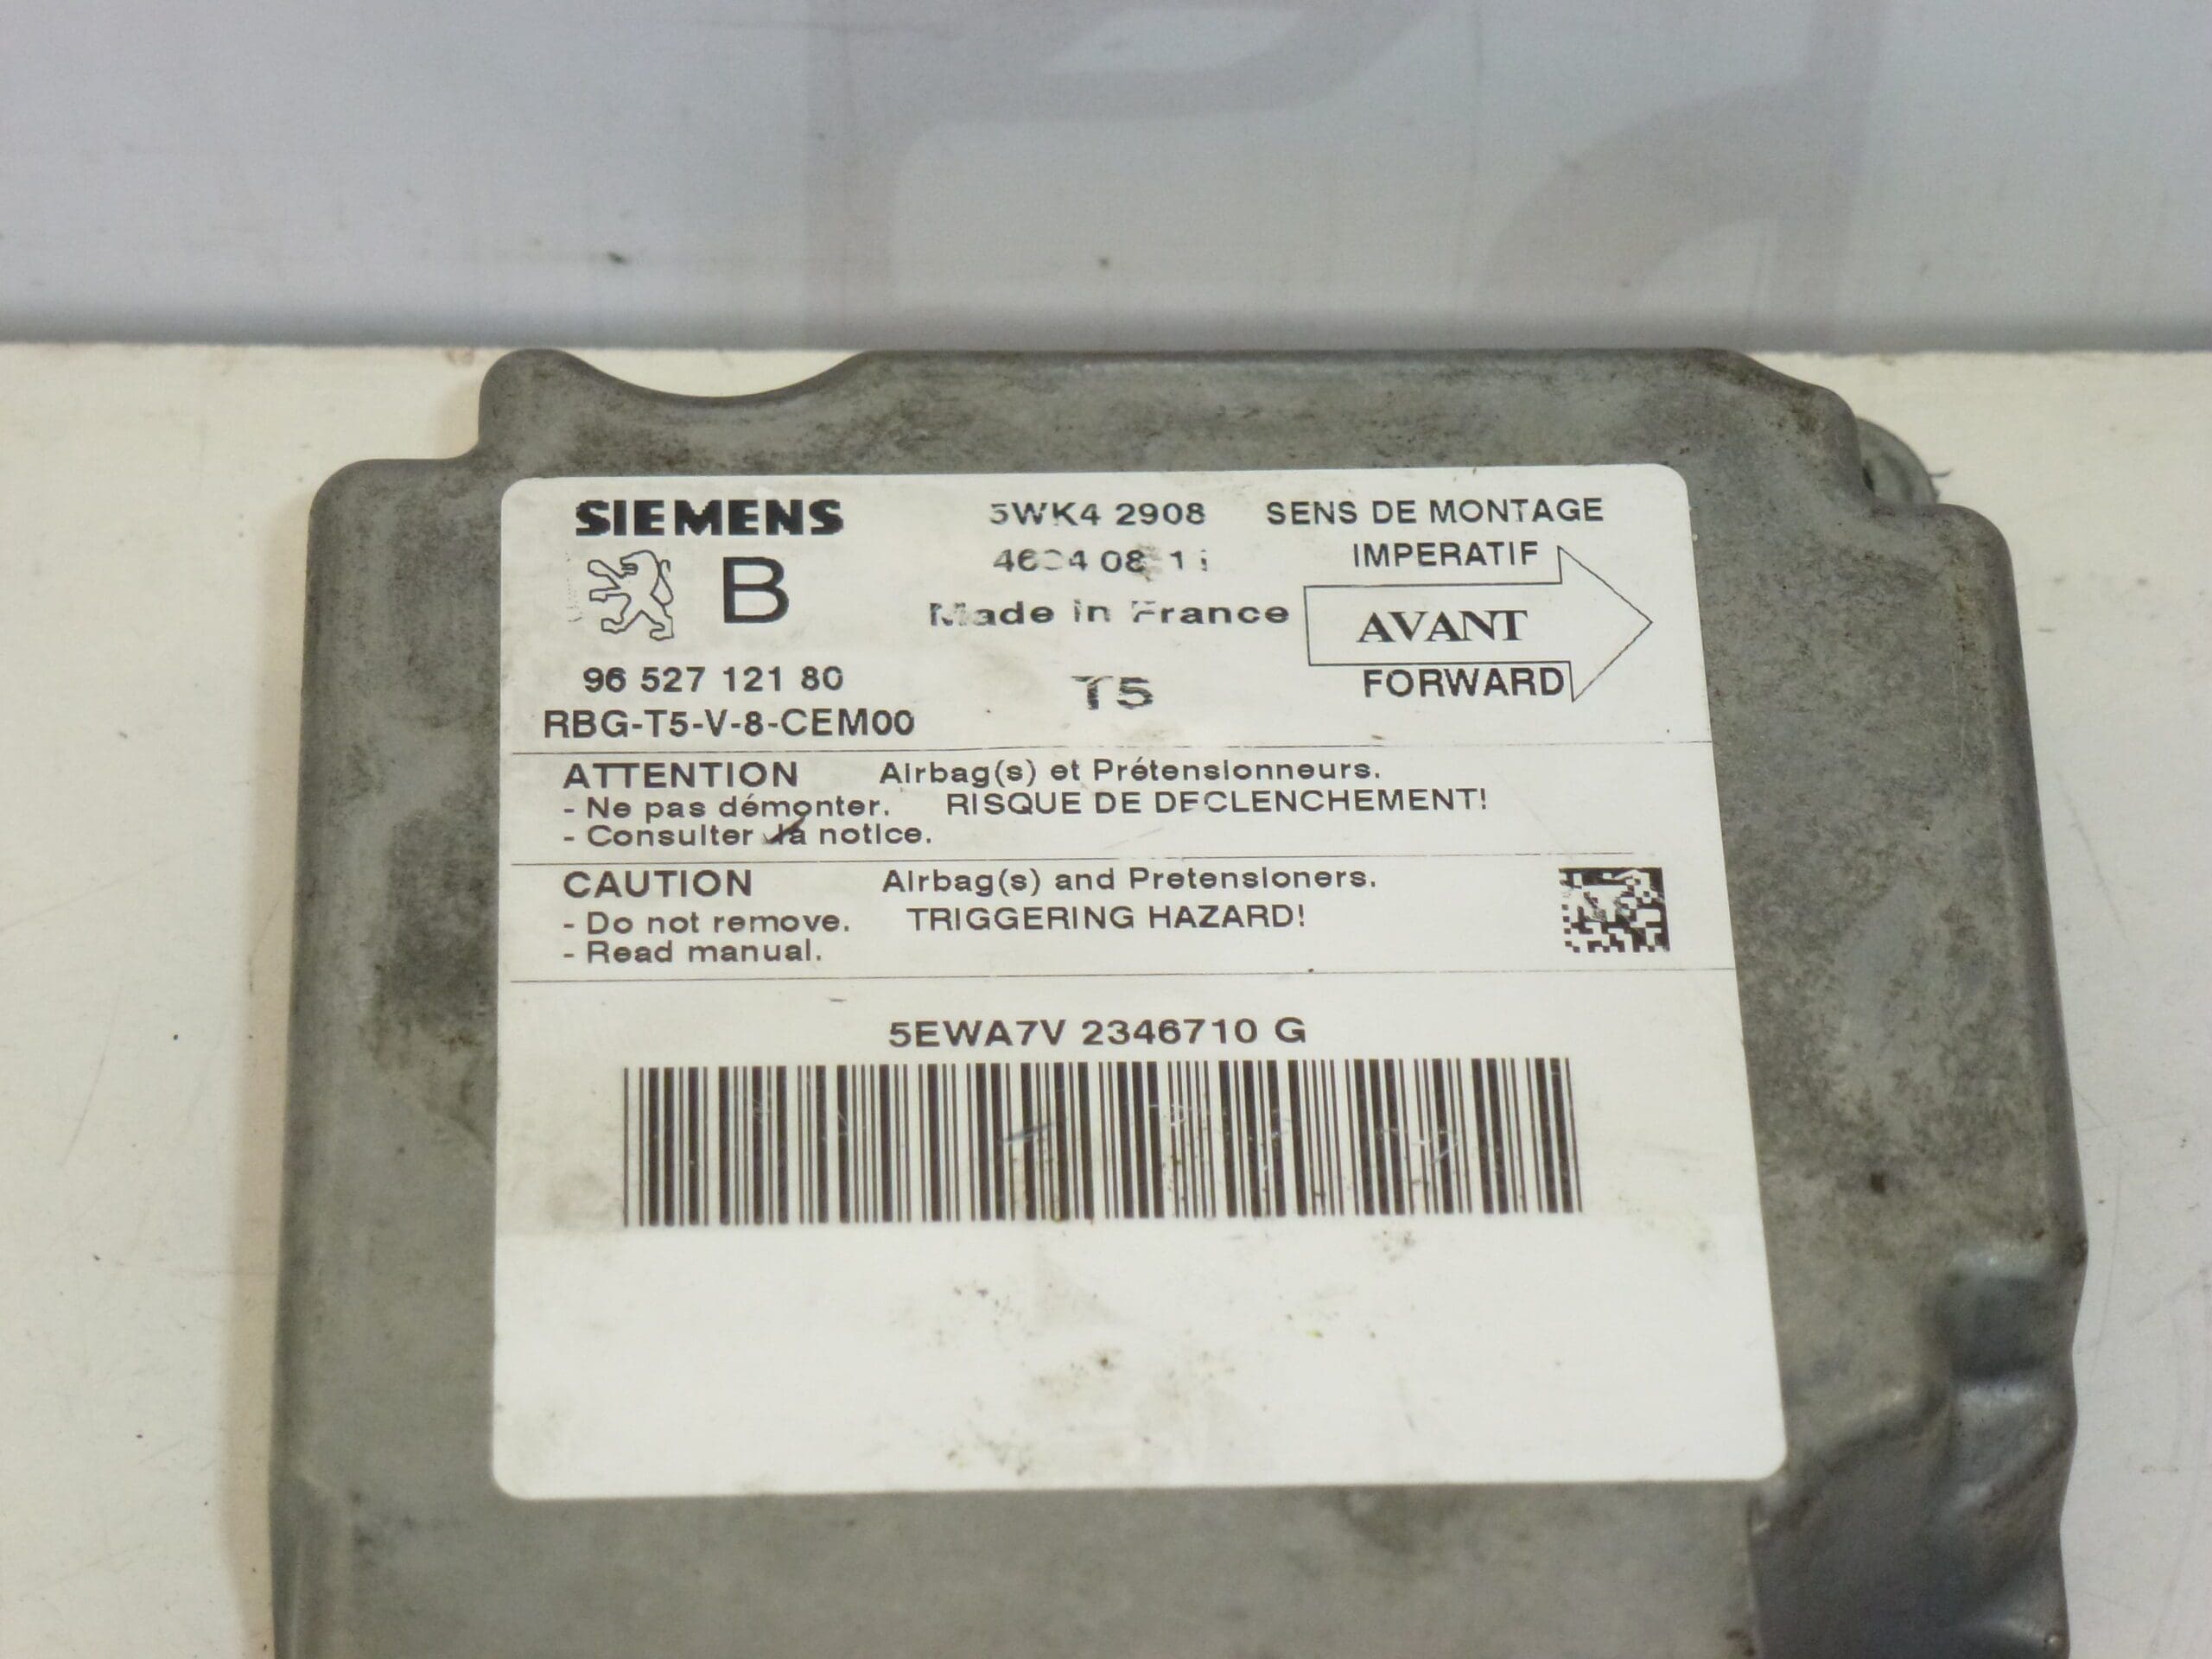 SIEMENS
5WK4 2908
SENS DE MONTAGE
IMPERATIF
B
Made in France
AVANT
FORWARD
96 527 121 80
T5
RBG-T5-V-8-CEM00
ATTENTION Airbag(s) et Prétensionneurs.
- Ne pas démonter. RISQUE DE DECLENCHEMENT!
- Consulter la notice.
CAUTION Airbag(s) and Pretensioners.
- Do not remove. TRIGGERING HAZARD!
- Read manual.
5EWA7V 2346710 G